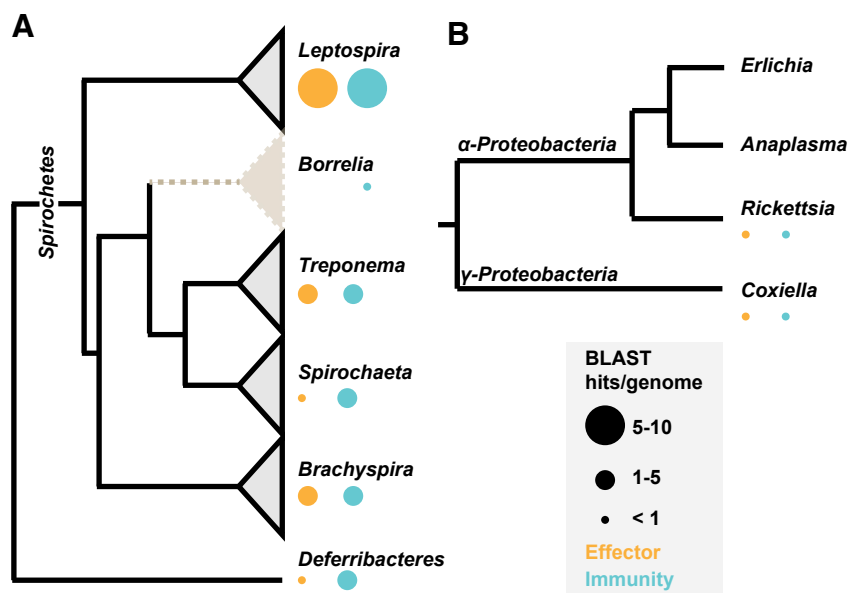 A
Spirochetes
Leptospira
Borrelia
Treponema
Spirochaeta
Brachyspira
Deferribacteres
B
α-Proteobacteria
γ-Proteobacteria
Erlichia
Anaplasma
Rickettsia
Coxiella
BLAST
hits/genome
5-10
1-5
< 1
Effector
Immunity